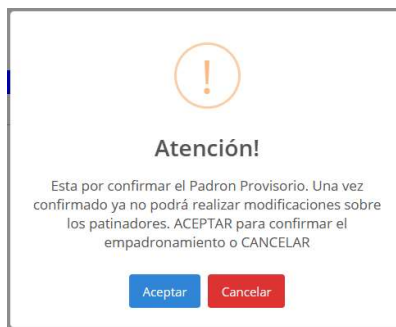 !
Atención!
Esta por confirmar el Padron Provisorio. Una vez
confirmado ya no podrá realizar modificaciones sobre
los patinadores. ACEPTAR para confirmar el
empadronamiento o CANCELAR
Aceptar Cancelar